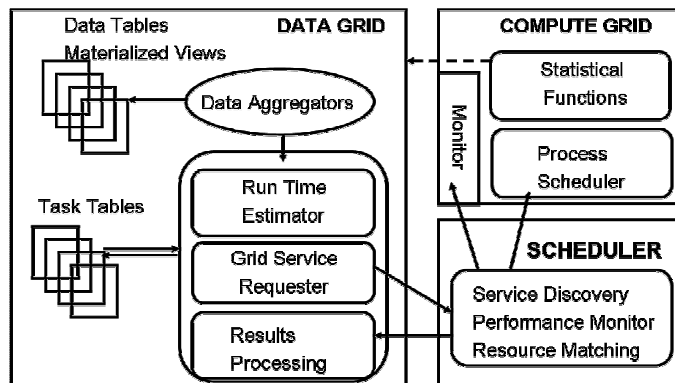 Data Tables
Materialized Views
DATA GRID
Data Aggregators
Task Tables
Run Time
Estimator
Grid Service
Requester
Results
Processing
COMPUTE GRID
Statistical
Functions
Monitor
Process
Scheduler
SCHEDULER
Service Discovery
Performance Monitor
Resource Matching